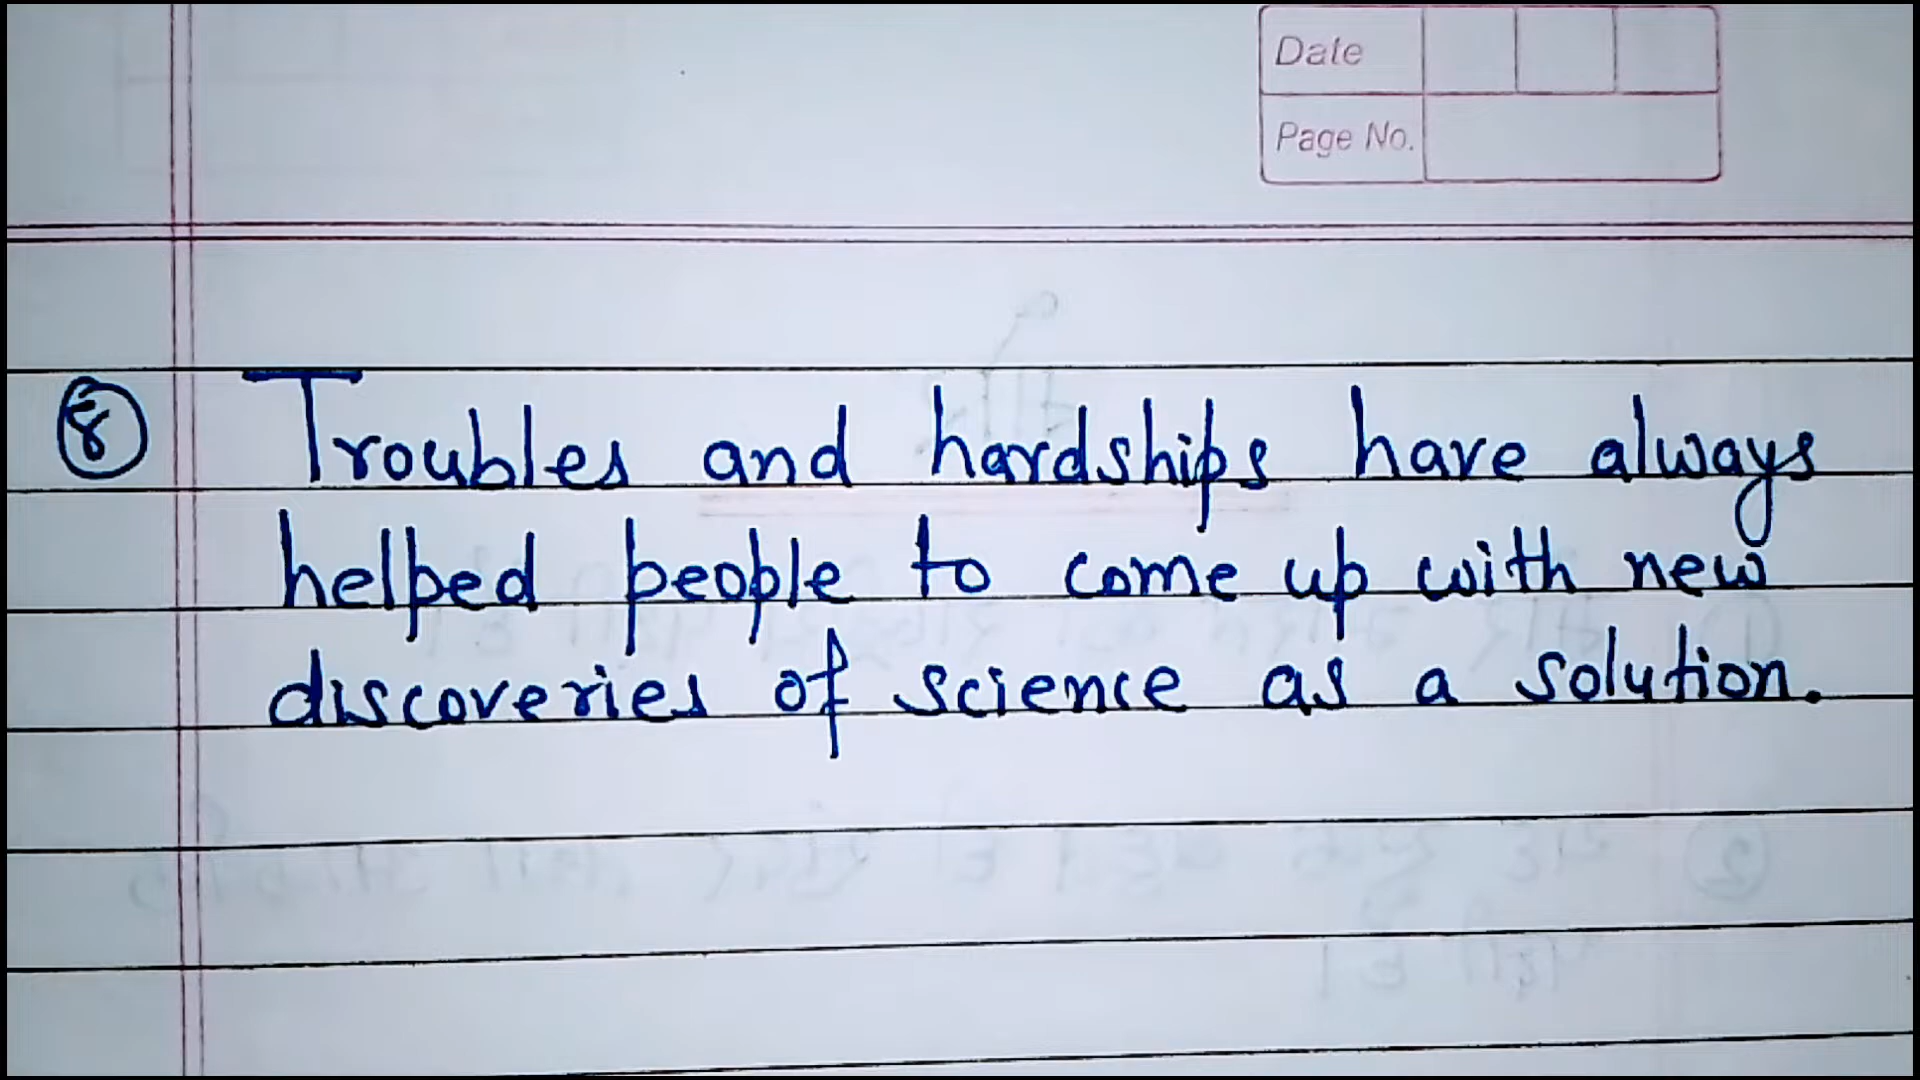 Date
Page No.
8 Troubles and hardships have always
helped people to come up with new
discoveries of science as a solution.